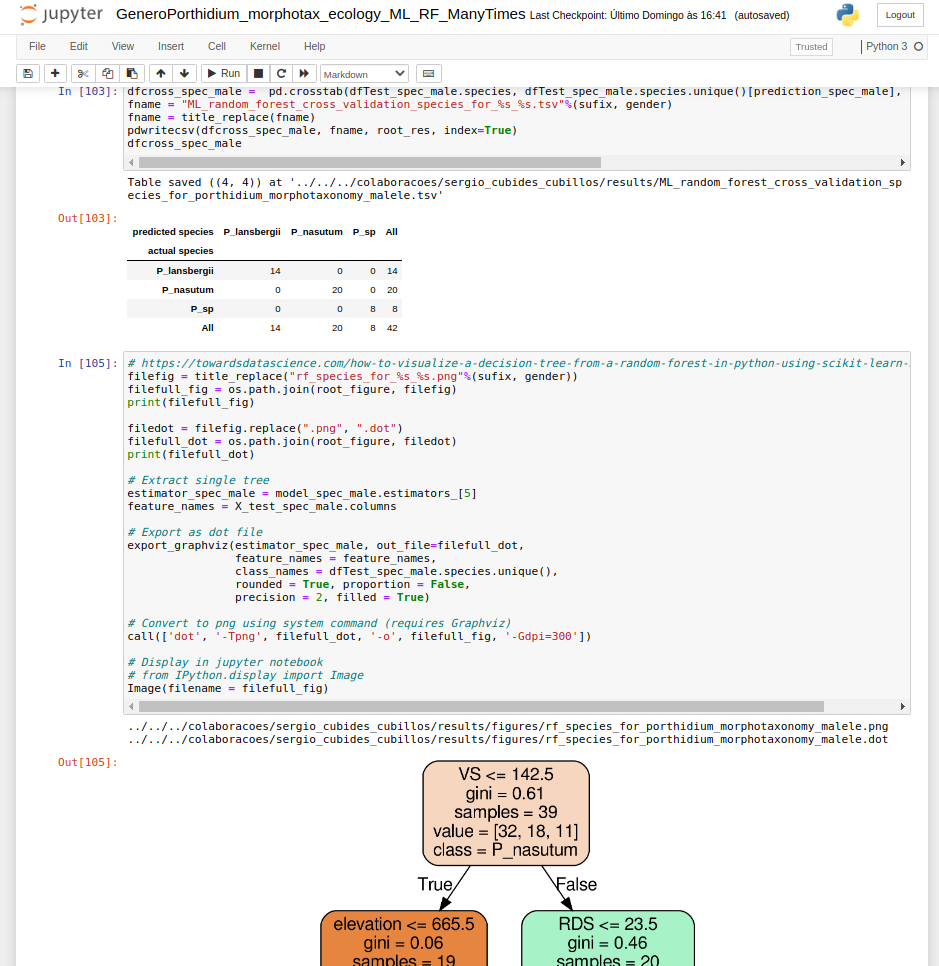 jupyter GeneroPorthidium_morphotax_ecology_ML_RF_ManyTimes Last Checkpoint: Último Domingo às 16:41 (autosaved)
Logout
File Edit View Insert Cell Kernel Help
Trusted
Python 3
Run
Markdown
In [103]: dfcross_spec_male = pd.crosstab(dfTest_spec_male.species, dfTest_spec_male.species.unique()[prediction_spec_male],
fname = "ML_random_forest_cross_validation_species_for_%s_%s.tsv"%(sufix, gender)
fname = title_replace(fname)
pdwritecsv(dfcross_spec_male, fname, root_res, index=True)
dfcross_spec_male
Table saved ((4, 4)) at '../../../colaboracoes/sergio_cubides_cubillos/results/ML_random_forest_cross_validation_sp
ecies_for_porthidium_morphotaxonomy_malele.tsv'
Out[103]:
predicted species P_lansbergii P_nasutum P_sp All
actual species
P_lansbergii 14 0 0 14
P_nasutum 0 20 0 20
P_sp 0 0 8 8
All 14 20 8 42
In [105]: # https://towardsdatascience.com/how-to-visualize-a-decision-tree-from-a-random-forest-in-python-using-scikit-learn-
filefig = title_replace("rf_species_for_%s_%s.png"%(sufix, gender))
filefull_fig = os.path.join(root_figure, filefig)
print(filefull_fig)
filedot = filefig.replace(".png", ".dot")
filefull_dot = os.path.join(root_figure, filedot)
print(filefull_dot)
# Extract single tree
estimator_spec_male = model_spec_male.estimators_[5]
feature_names = X_test_spec_male.columns
# Export as dot file
export_graphviz(estimator_spec_male, out_file=filefull_dot,
feature_names = feature_names,
class_names = dfTest_spec_male.species.unique(),
rounded = True, proportion = False,
precision = 2, filled = True)
# Convert to png using system command (requires Graphviz)
call(['dot', '-Tpng', filefull_dot, '-o', filefull_fig, '-Gdpi=300'])
# Display in jupyter notebook
# from IPython.display import Image
Image(filename = filefull_fig)
../../../colaboracoes/sergio_cubides_cubillos/results/figures/rf_species_for_porthidium_morphotaxonomy_malele.png
../../../colaboracoes/sergio_cubides_cubillos/results/figures/rf_species_for_porthidium_morphotaxonomy_malele.dot
Out[105]:
VS <= 142.5
gini = 0.61
samples = 39
value = [32, 18, 11]
class = P_nasutum
True
False
elevation <= 665.5
gini = 0.06
samples = 19
RDS <= 23.5
gini = 0.46
samples = 20